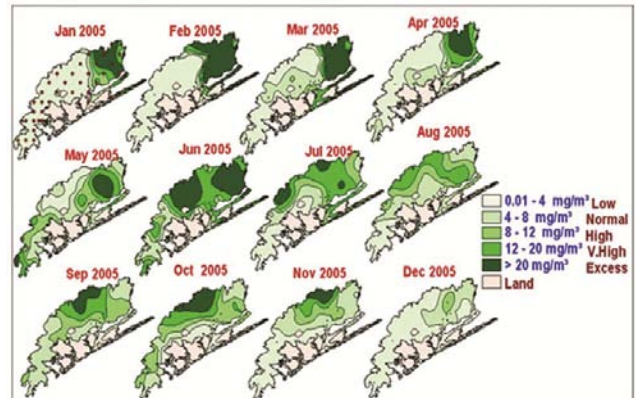 Jan 2005
Feb 2005
Mar 2005
Apr 2005
May 2005
Jun 2005
Jul 2005
Aug 2005
0.01 - 4 mg/m³ Low
4 - 8 mg/m³ Normal
8 - 12 mg/m³ High
12 - 20 mg/m³ V.High
> 20 mg/m³ Excess
Land
Sep 2005
Oct 2005
Nov 2005
Dec 2005